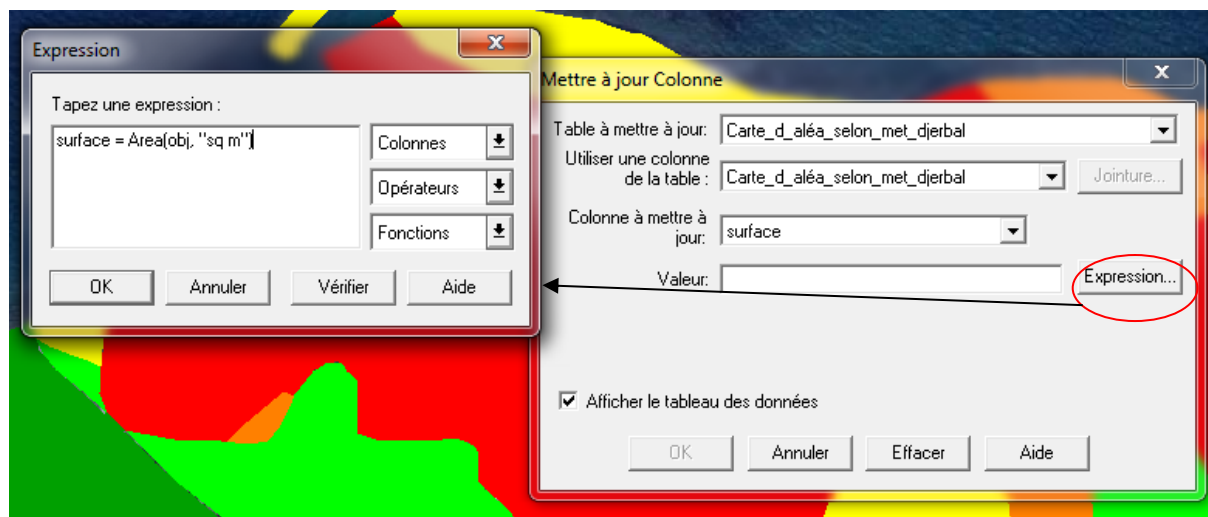 Expression
Tapez une expression :
surface = Area(obj, "sq m")
Colonnes
Opérateurs
Fonctions
OK Annuler Vérifier Aide
Mettre à jour Colonne
Table à mettre à jour: Carte_d_aléa_selon_met_djerbal
Utiliser une colonne
de la table : Carte_d_aléa_selon_met_djerbal Jointure...
Colonne à mettre à
jour: surface
Valeur: Expression...
Afficher le tableau des données
OK Annuler Effacer Aide